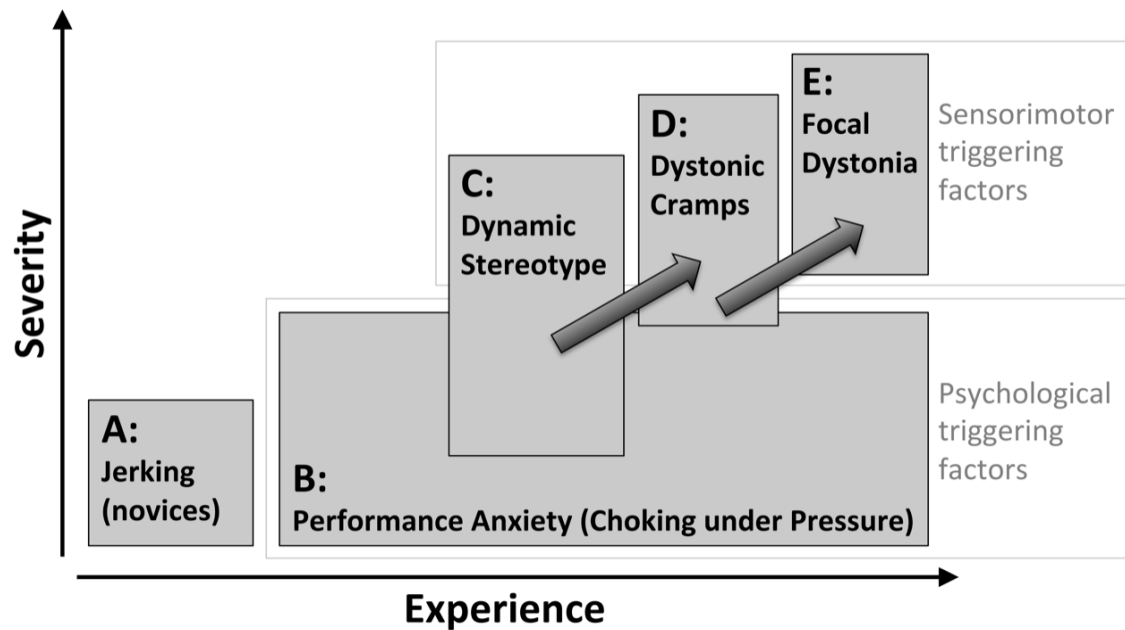 Severity
A:
Jerking
(novices)
B:
Performance Anxiety (Choking under Pressure)
C:
Dynamic
Stereotype
D:
Dystonic
Cramps
E:
Focal
Dystonia
Sensorimotor
triggering
factors
Psychological
triggering
factors
Experience